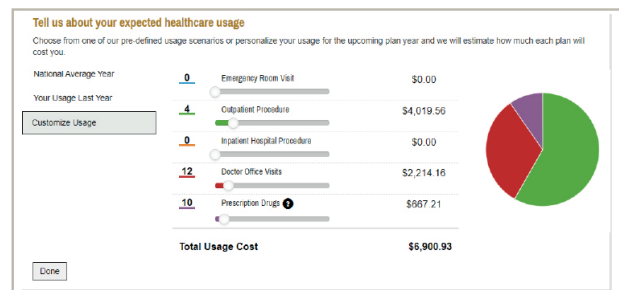 Tell us about your expected healthcare usage
Choose from one of our pre-defined usage scenarios or personalize your usage for the upcoming plan year and we will estimate how much each plan will
cost you.
National Average Year
Your Usage Last Year
Customize Usage
0 Emergency Room Visit $0.00
4 Outpatient Procedure $4,019.56
0 Inpatient Hospital Procedure $0.00
12 Doctor Office Visits $2,214.16
10 Prescription Drugs ? $667.21
Total Usage Cost $6,900.93
Done